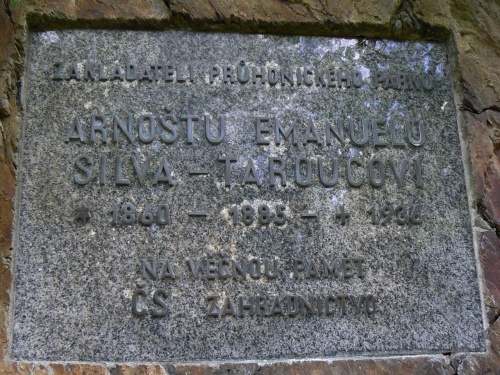 ZAKLADATELI PRŮHONICKÉHO PARKU
ARNOŠTU EMANUELU
SILVA - TAROUCOVI
* 1860 - 1885 - + 1936
NA VĚČNOU PAMĚŤ
ČS ZAHRADNICTVO